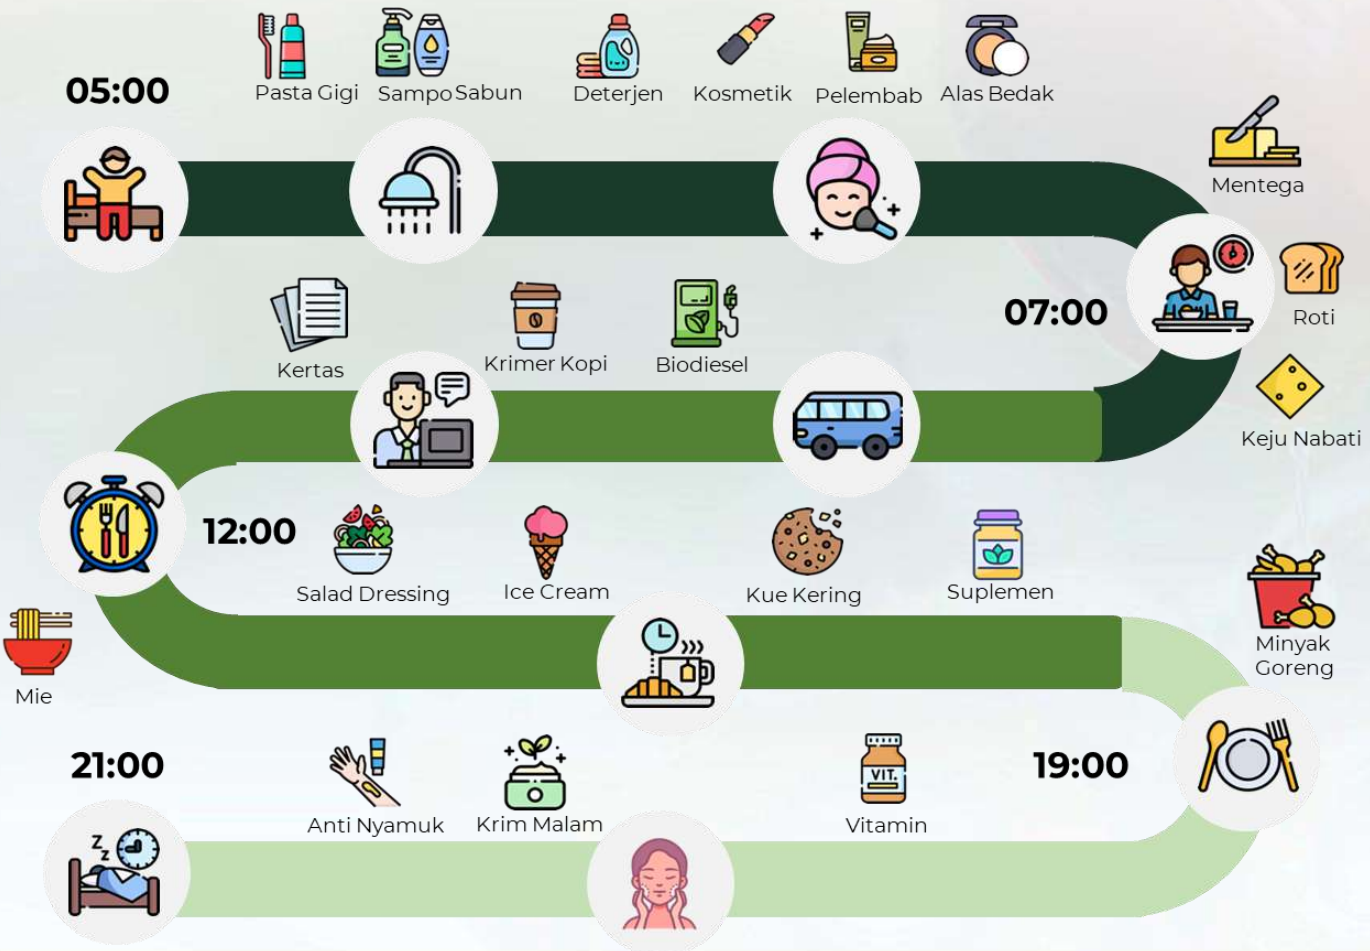 05:00
Pasta Gigi
Sampo Sabun
Deterjen
Kosmetik
Pelembab
Alas Bedak
Mentega
07:00
Roti
Keju Nabati
Biodiesel
Krimer Kopi
Kertas
12:00
Mie
Salad Dressing
Ice Cream
Kue Kering
Suplemen
Minyak
Goreng
19:00
VIT.
Vitamin
Krim Malam
Anti Nyamuk
21:00
Z
z